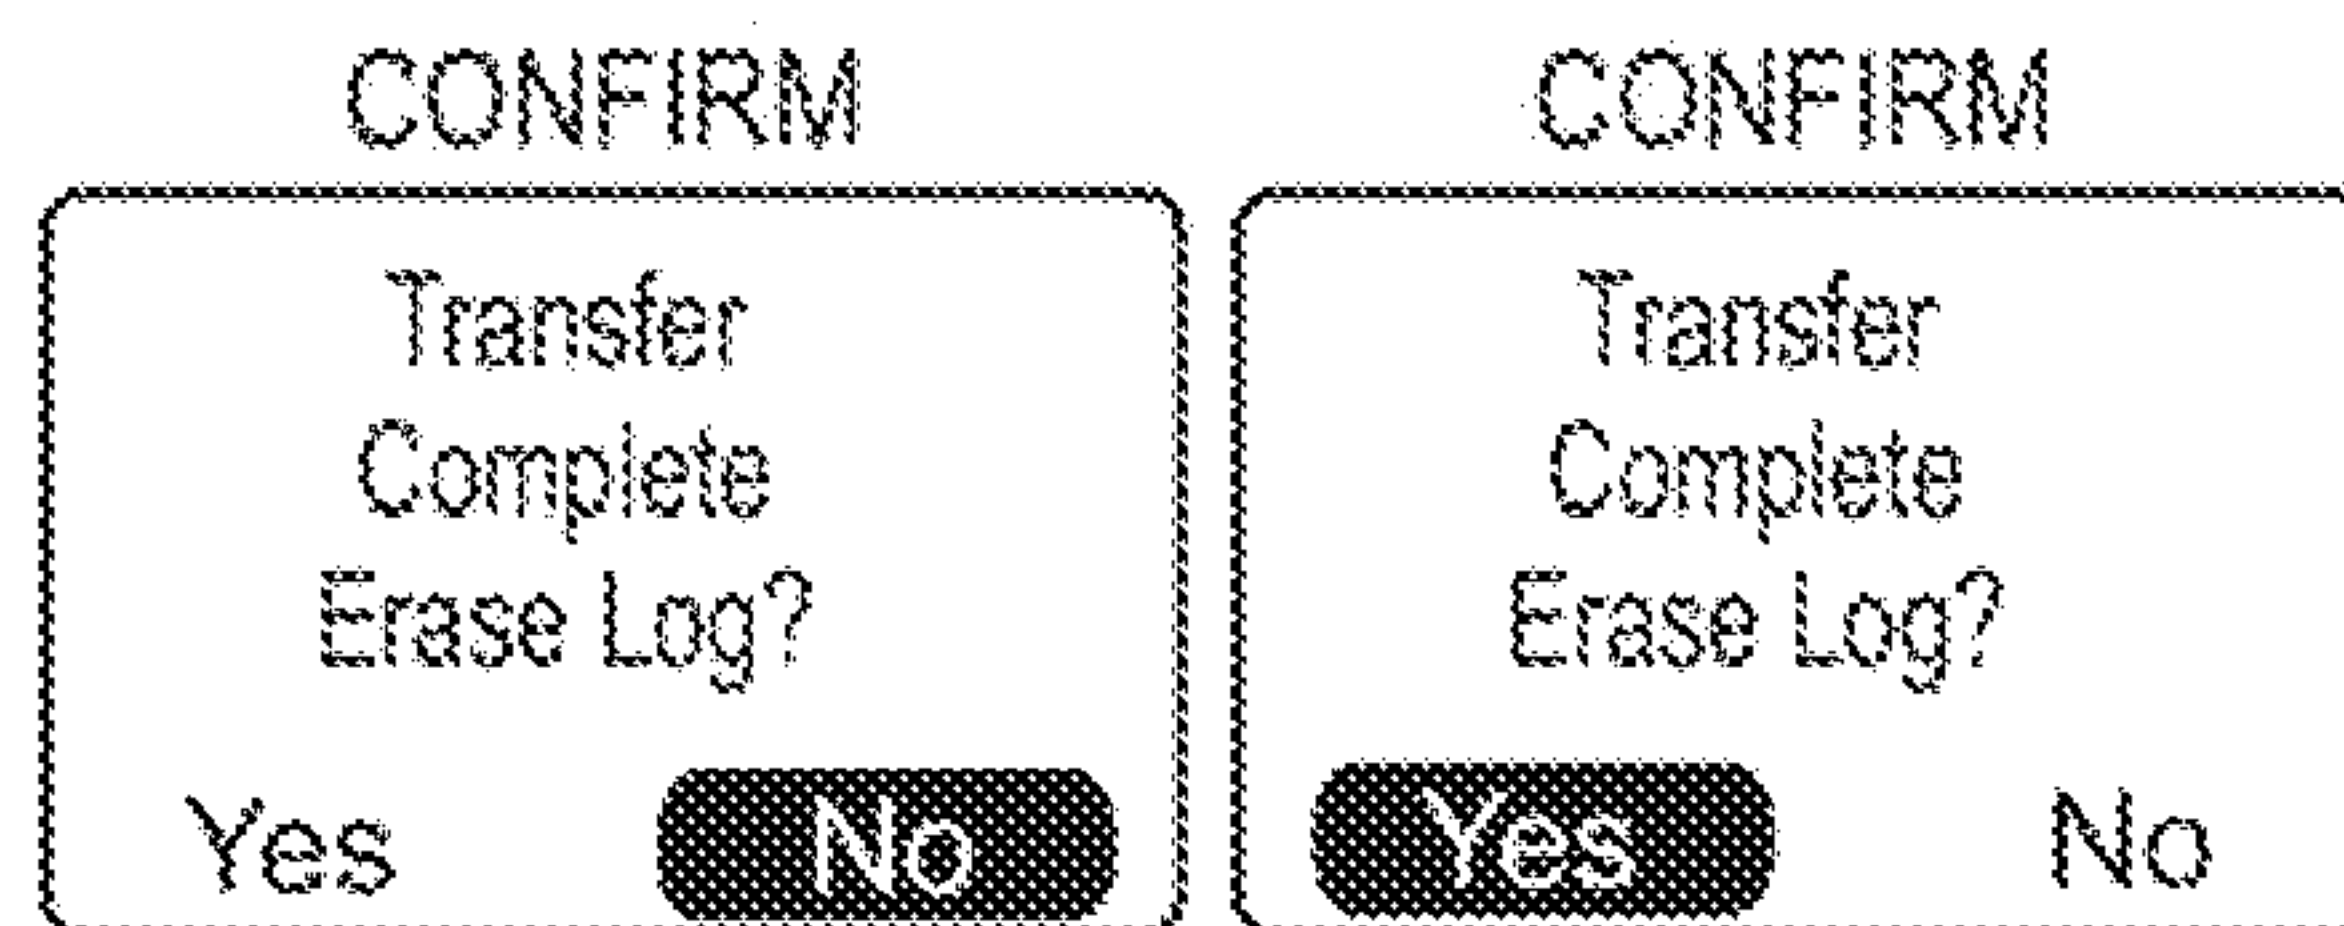 CONFIRM
Transfer
Complete
Erase Log?
Yes No
CONFIRM
Transfer
Complete
Erase Log?
Yes No